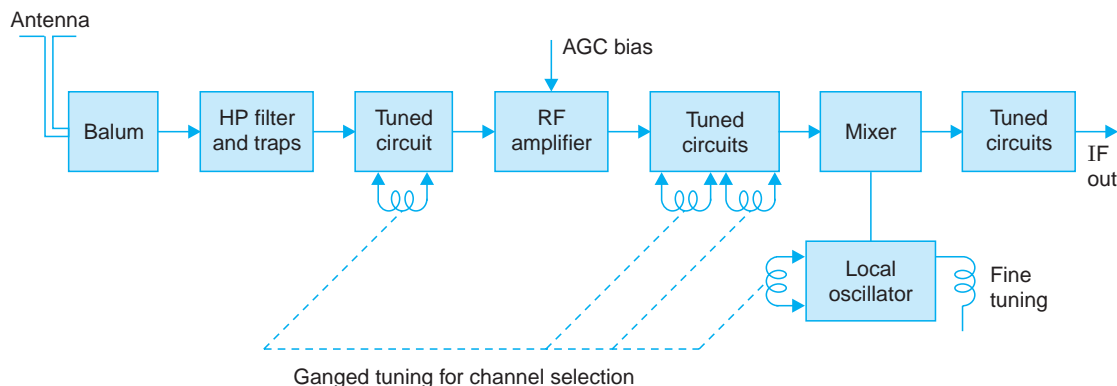 Antenna
AGC bias
Balum
HP filter
and traps
Tuned
circuit
RF
amplifier
Tuned
circuits
Mixer
Tuned
circuits
IF
out
Local
oscillator
Fine
tuning
Ganged tuning for channel selection